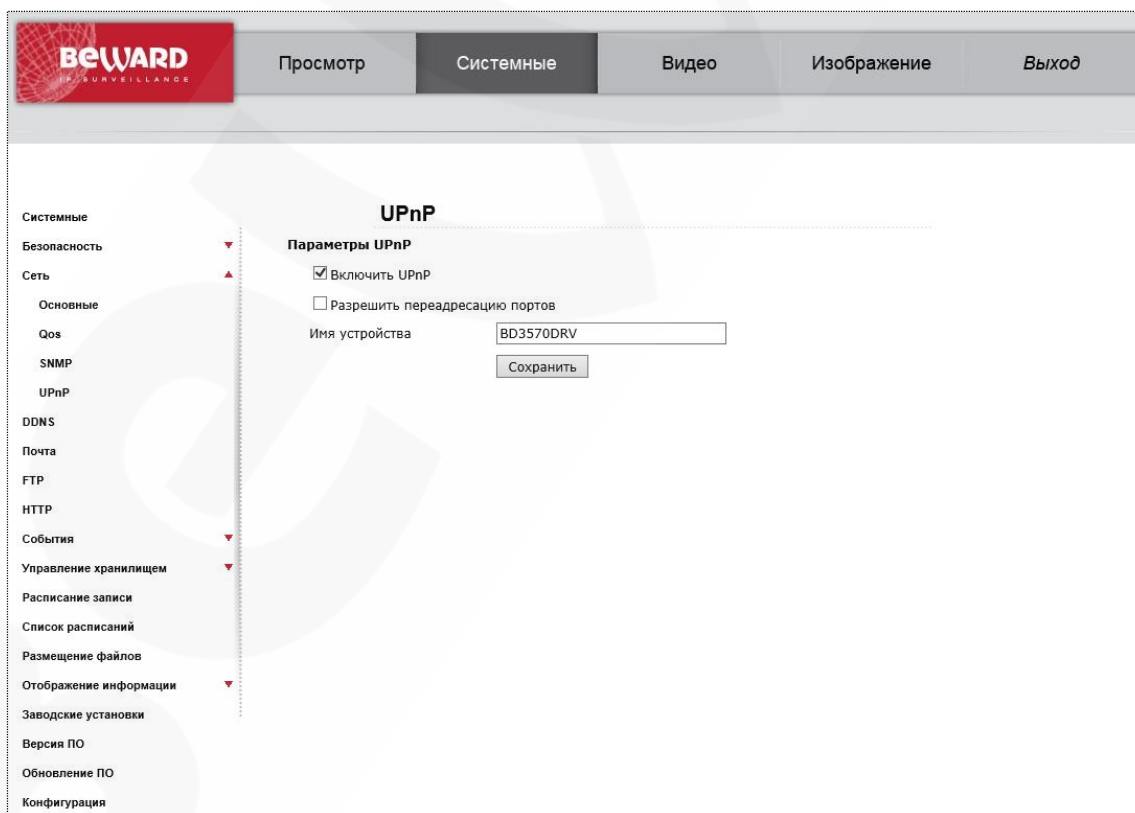 BEWARD
IP SURVEILLANCE
Просмотр
Системные
Видео
Изображение
Выход
UPnP
Системные
Безопасность
Сеть
Основные
Qos
SNMP
UPnP
DDNS
Почта
FTP
HTTP
События
Управление хранилищем
Расписание записи
Список расписаний
Размещение файлов
Отображение информации
Заводские установки
Версия ПО
Обновление ПО
Конфигурация
Параметры UPnP
Включить UPnP
Разрешить переадресацию портов
Имя устройства BD3570DRV
Сохранить